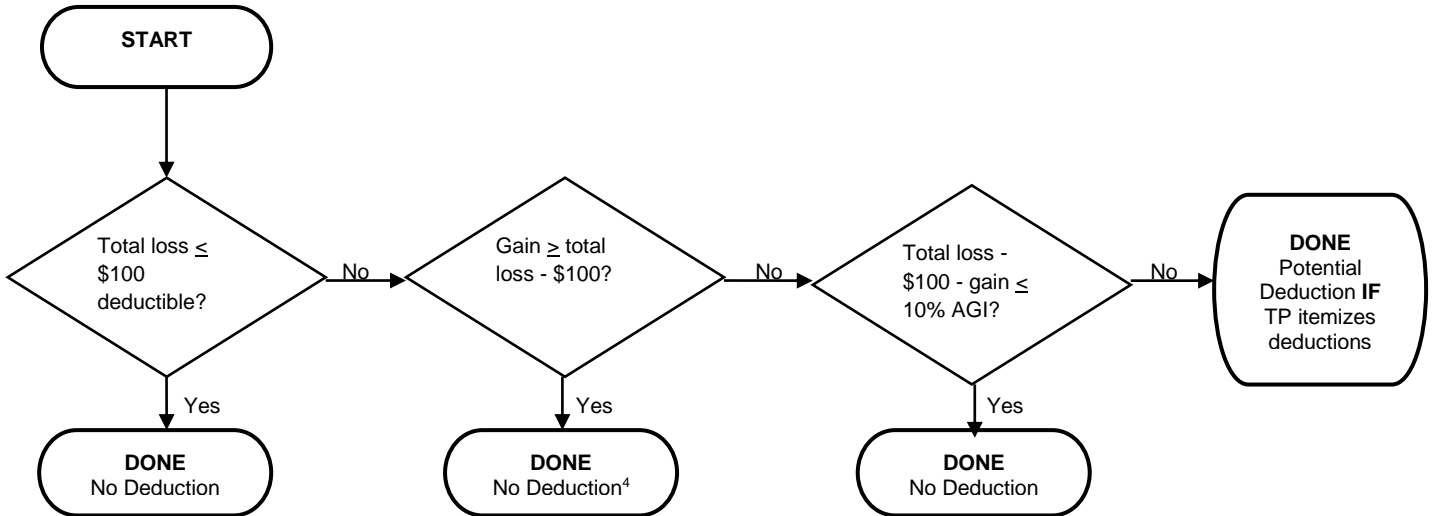 START
Total loss ≤
$100
deductible?
No
Gain ≥ total
loss - $100?
No
Total loss -
$100 - gain ≤
10% AGI?
No
DONE
Potential
Deduction IF
TP itemizes
deductions
Yes
Yes
Yes
DONE
No Deduction
DONE
No Deduction⁴
DONE
No Deduction